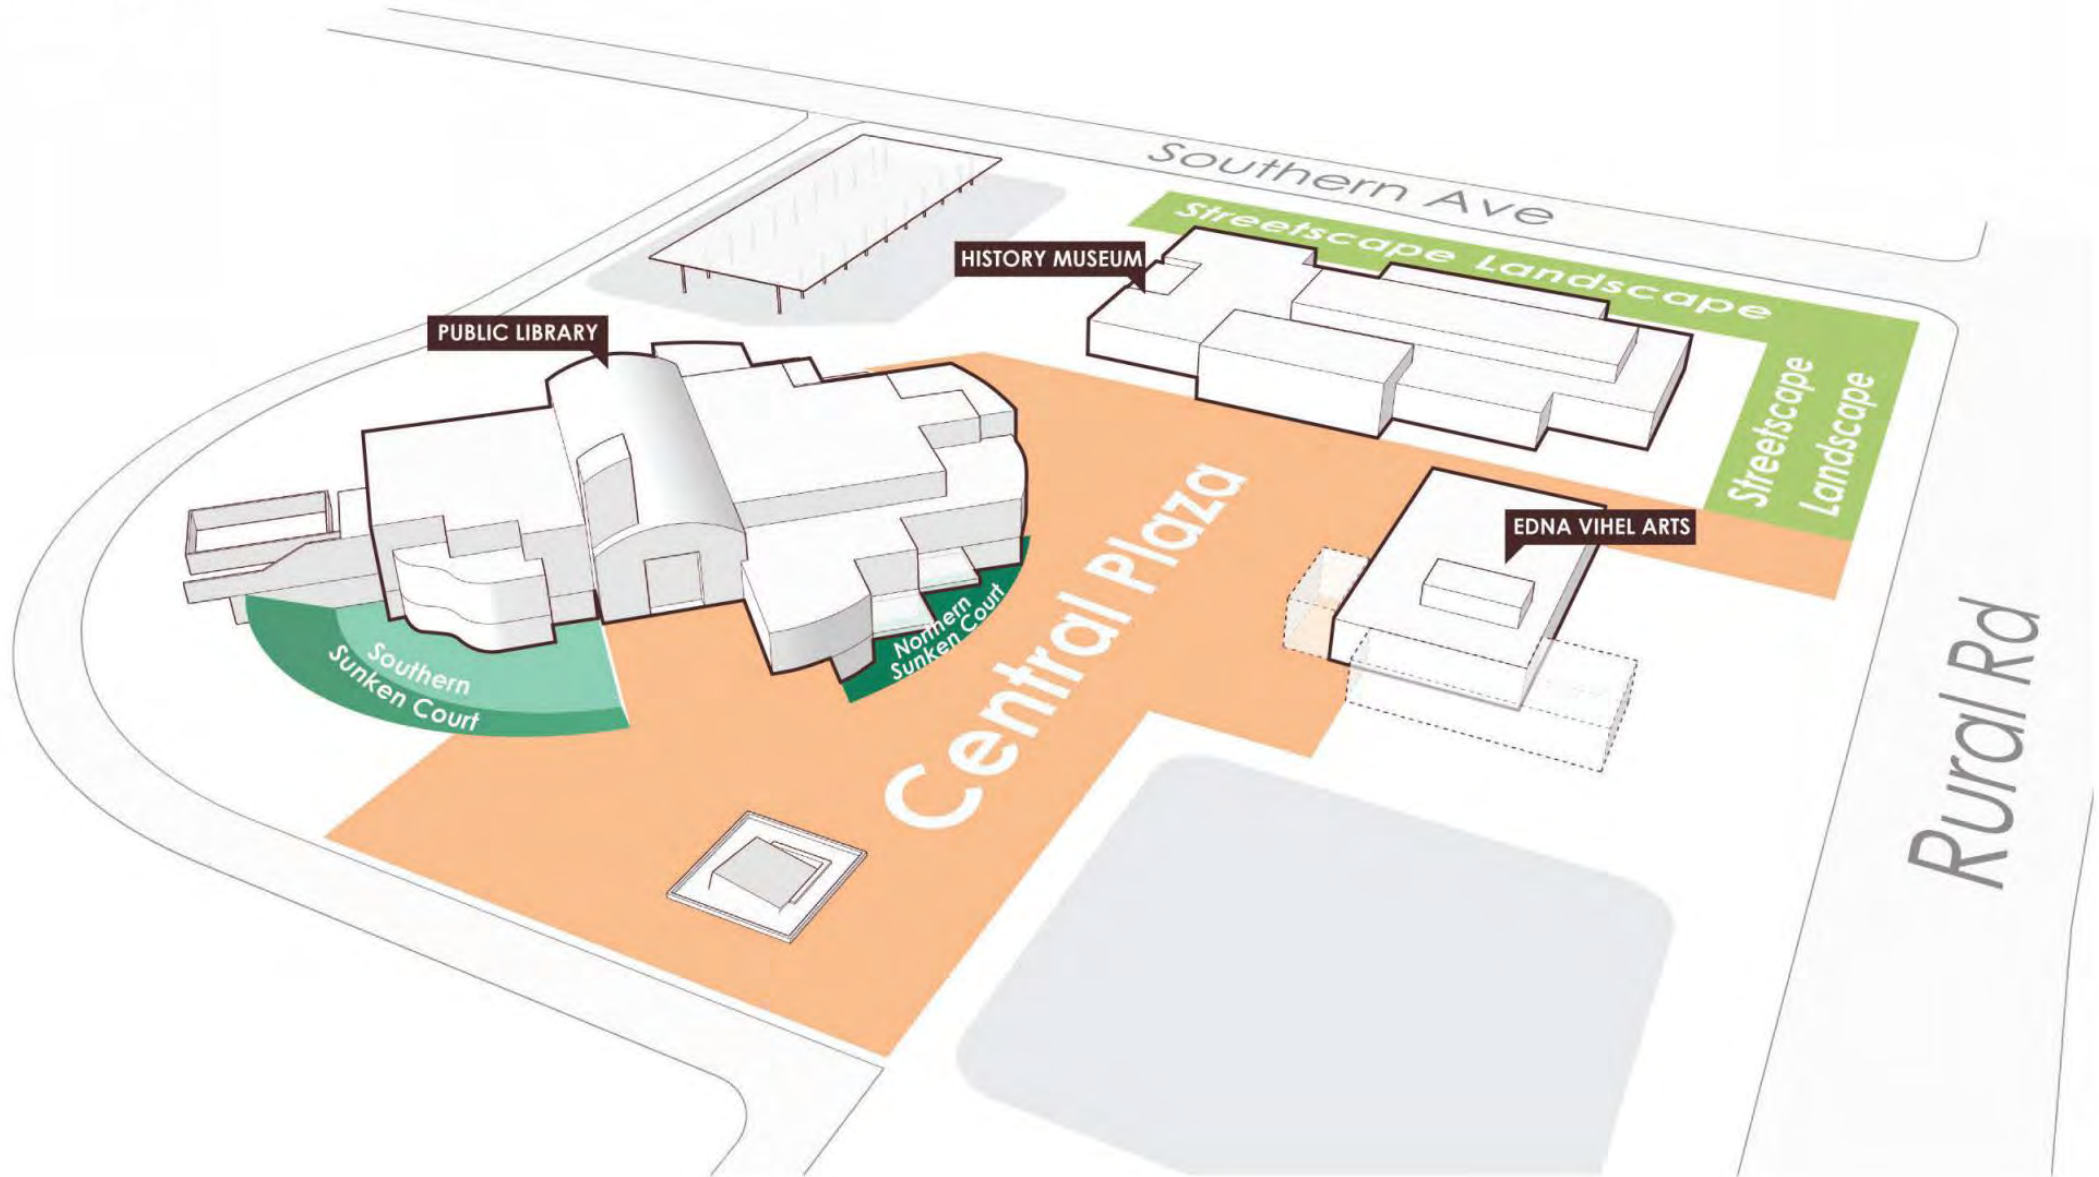 Southern Ave
Streetscape Landscape
HISTORY MUSEUM
PUBLIC LIBRARY
Streetscape
Landscape
Central Plaza
EDNA VIHEL ARTS
Northern
Sunken Court
Southern
Sunken Court
Rural Rd